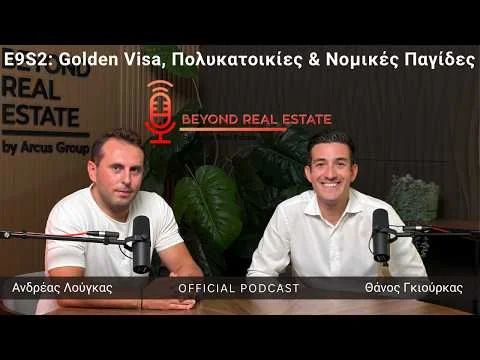 E9S2: Golden Visa, Πολυκατοικίες & Νομικές Παγίδες
BEYOND
REAL
ESTATE
by Arcus Group
BEYOND REAL ESTATE
Ανδρέας Λούγκας
OFFICIAL PODCAST
Θάνος Γκιούρκας